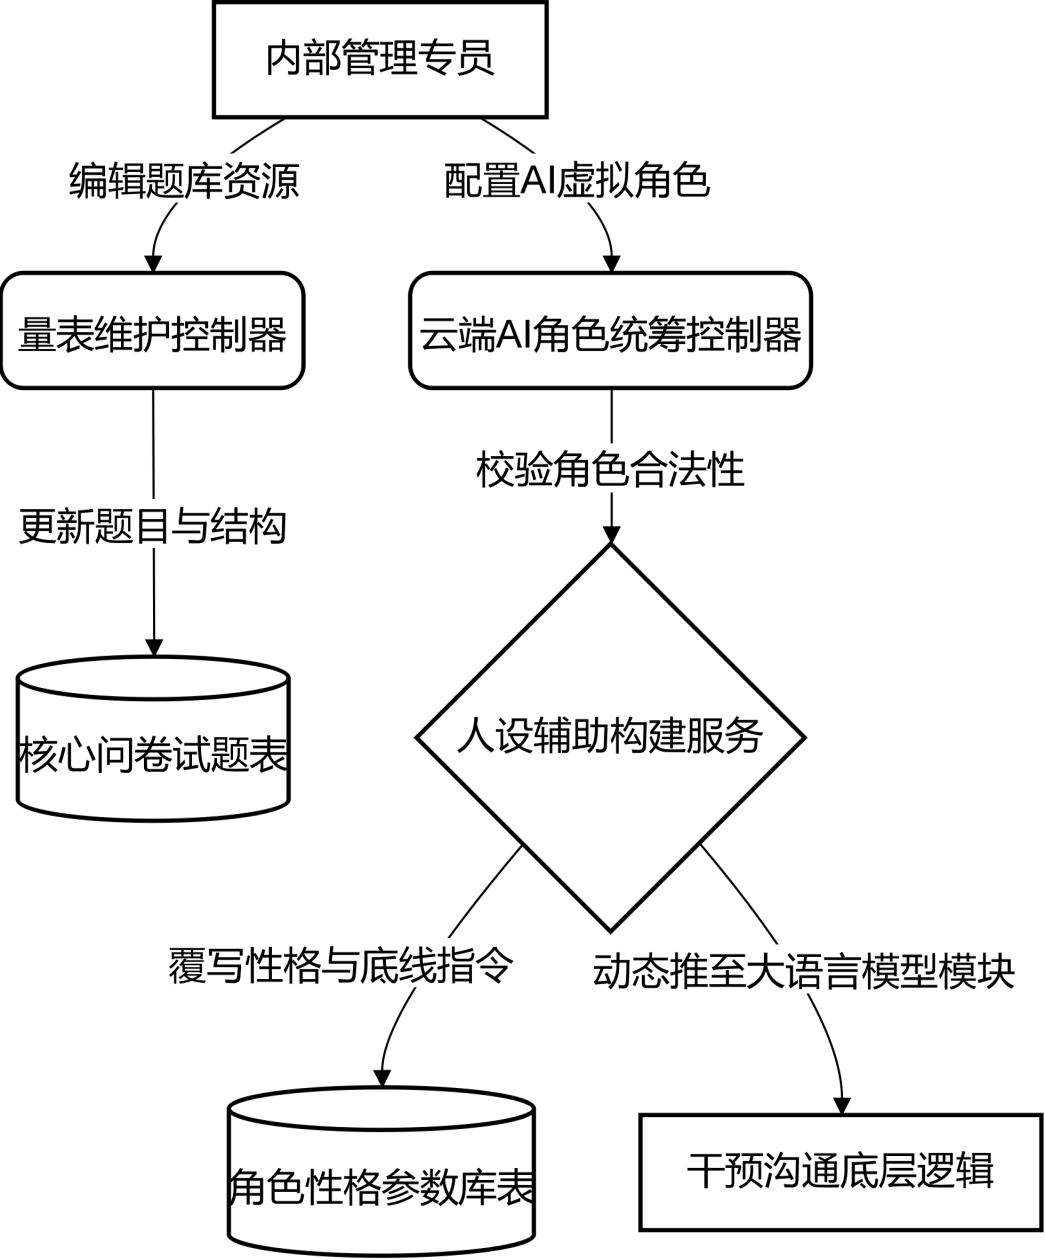 内部管理专员
编辑题库资源
配置AI虚拟角色
量表维护控制器
云端AI角色统筹控制器
校验角色合法性
更新题目与结构
人设辅助构建服务
核心问卷试题表
覆写性格与底线指令
动态推至大语言模型模块
角色性格参数库表
干预沟通底层逻辑